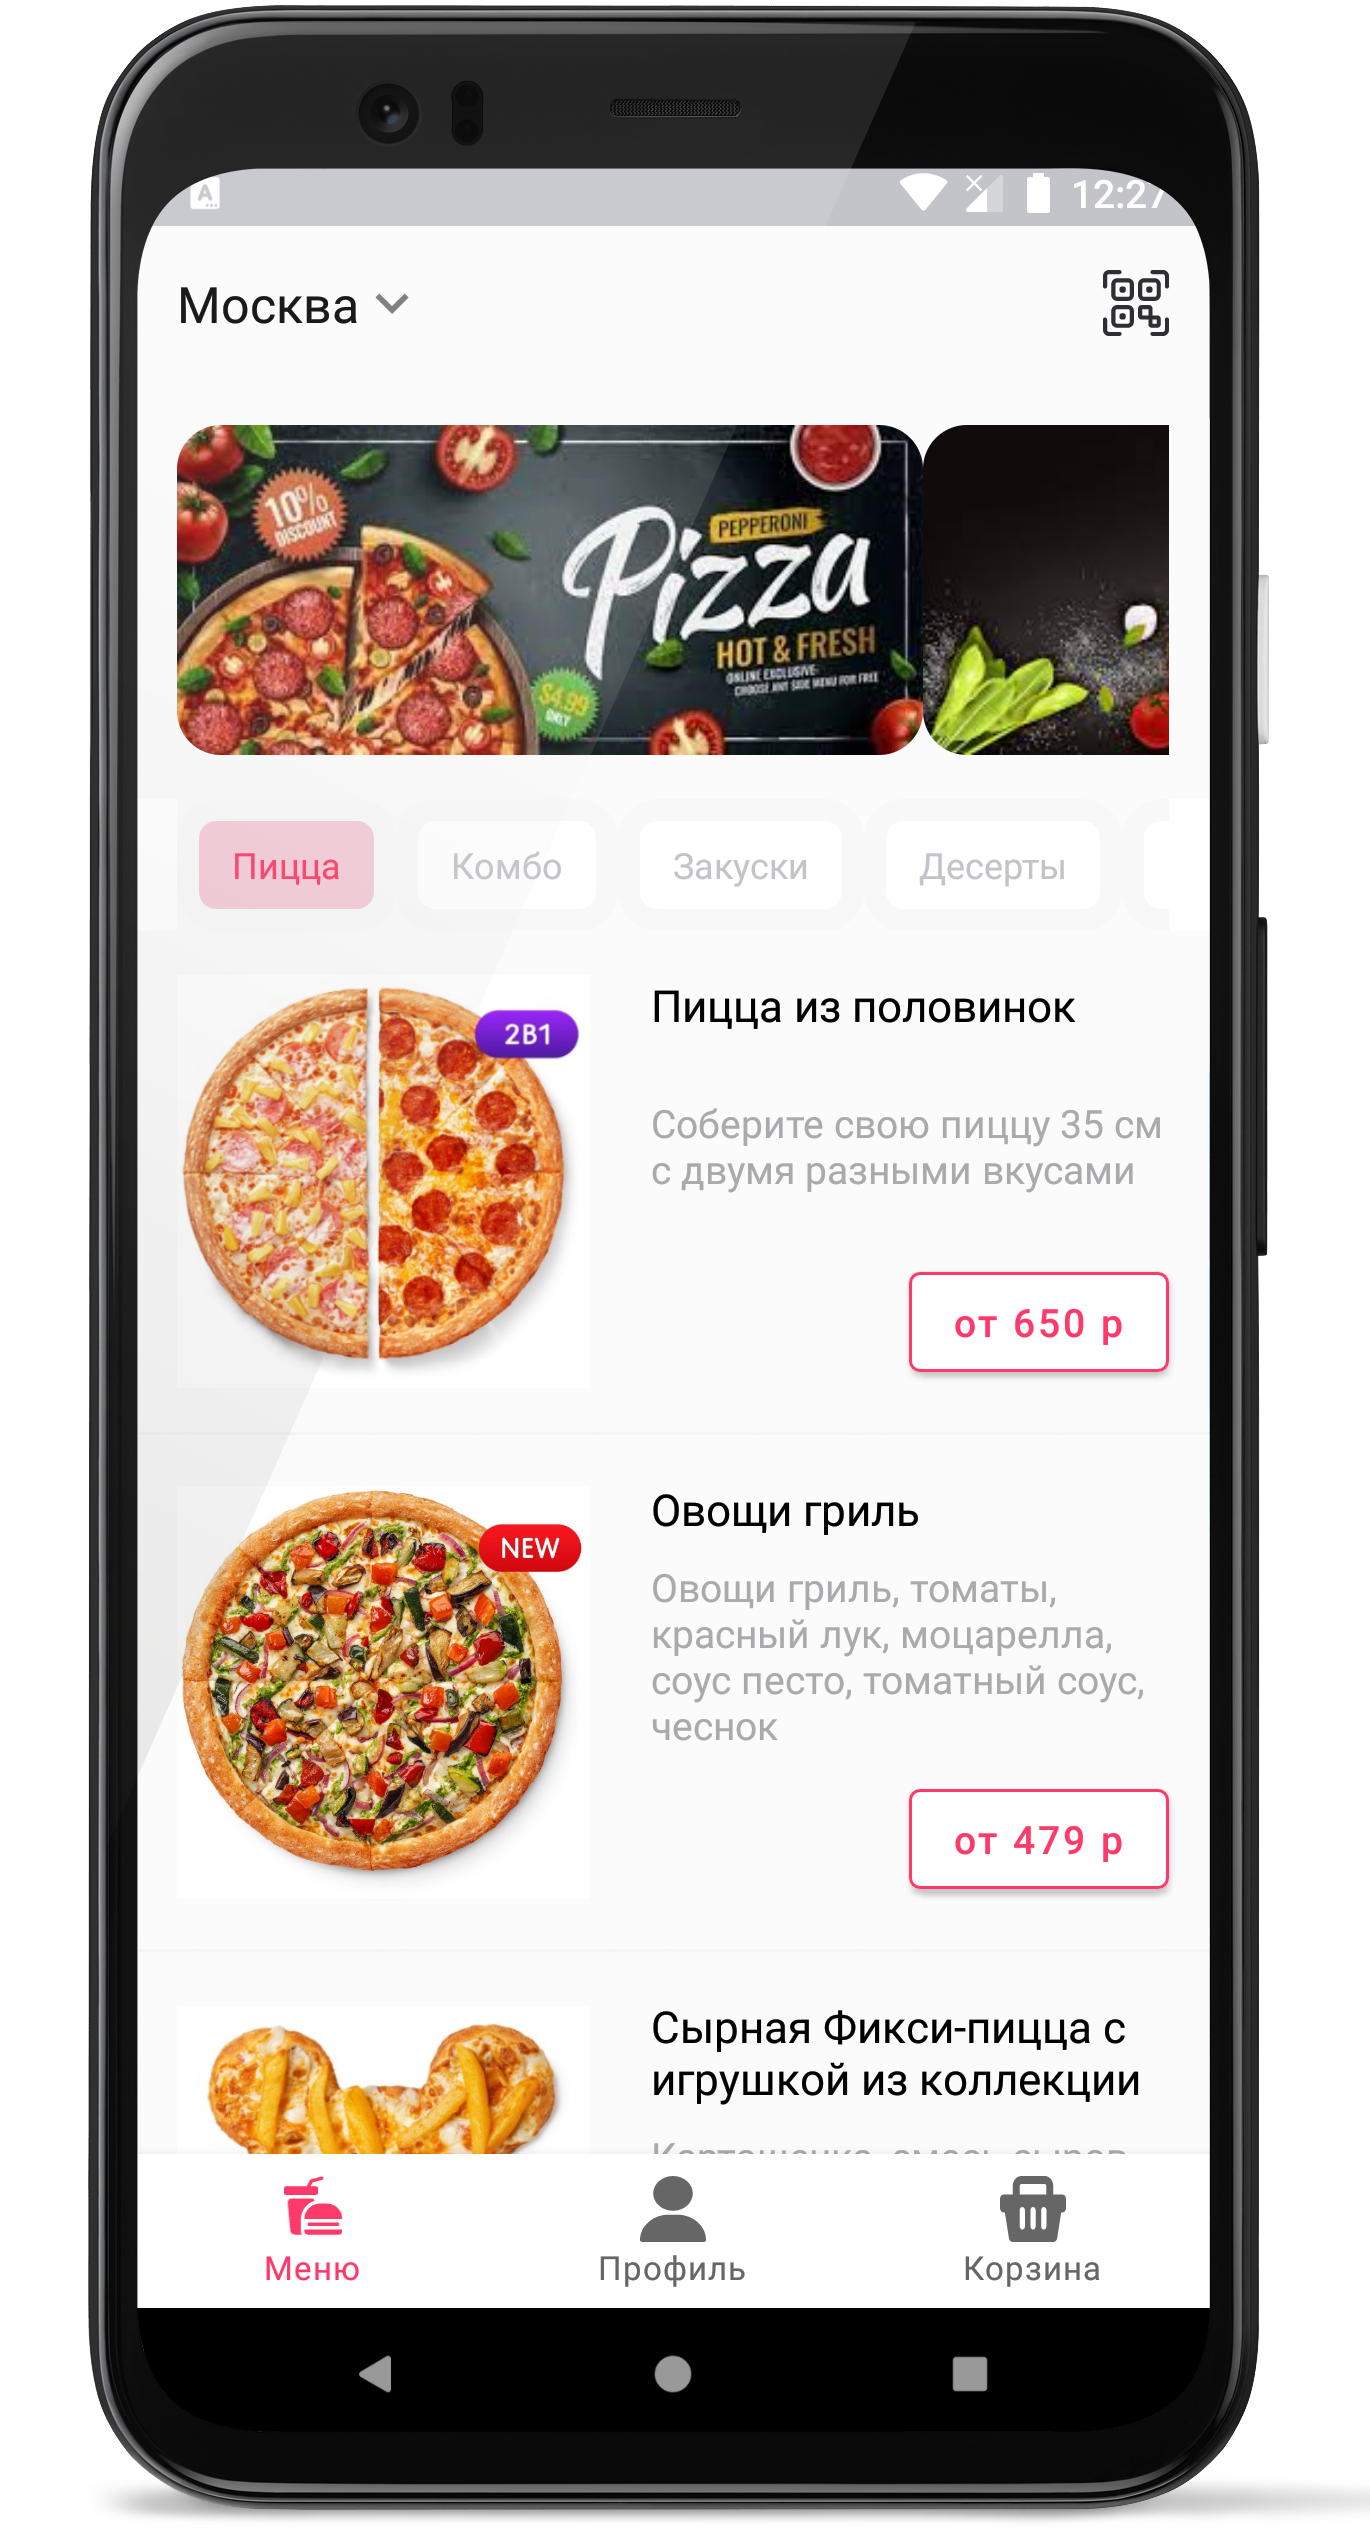 12:27
Москва
10%
DISCOUNT
PEPPERONI
Pizza
HOT & FRESH
ONLINE EXCLUSIVE
CHOOSE ANY SIDE MENU FOR FREE
$4.99
ONLY
Пицца
Комбо
Закуски
Десерты
2В1
Пицца из половинок
Соберите свою пиццу 35 см
с двумя разными вкусами
от 650 р
NEW
Овощи гриль
Овощи гриль, томаты,
красный лук, моцарелла,
соус песто, томатный соус,
чеснок
от 479 р
Сырная Фикси-пицца с
игрушкой из коллекции
Меню
Профиль
Корзина